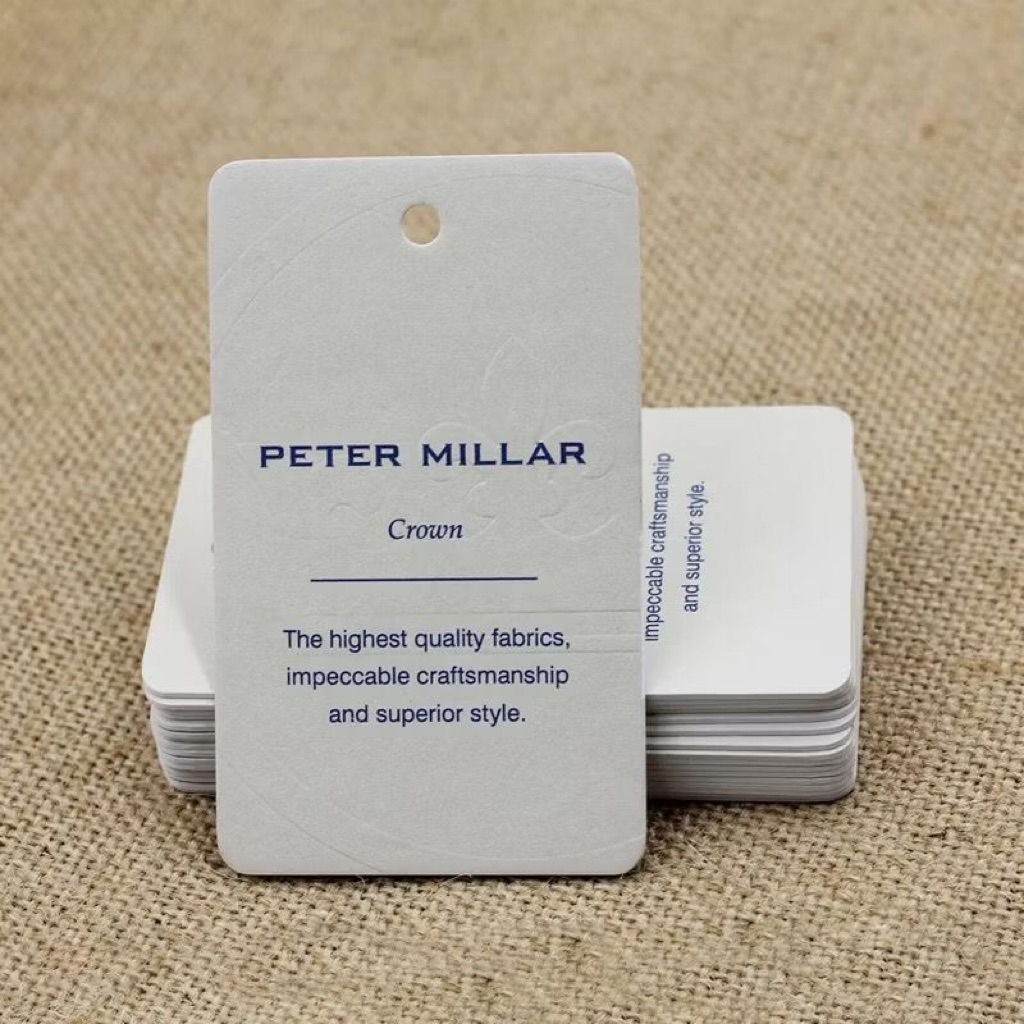 PETER MILLAR
Crown
The highest quality fabrics,
impeccable craftsmanship
and superior style.
impeccable craftsmanship
and superior style.